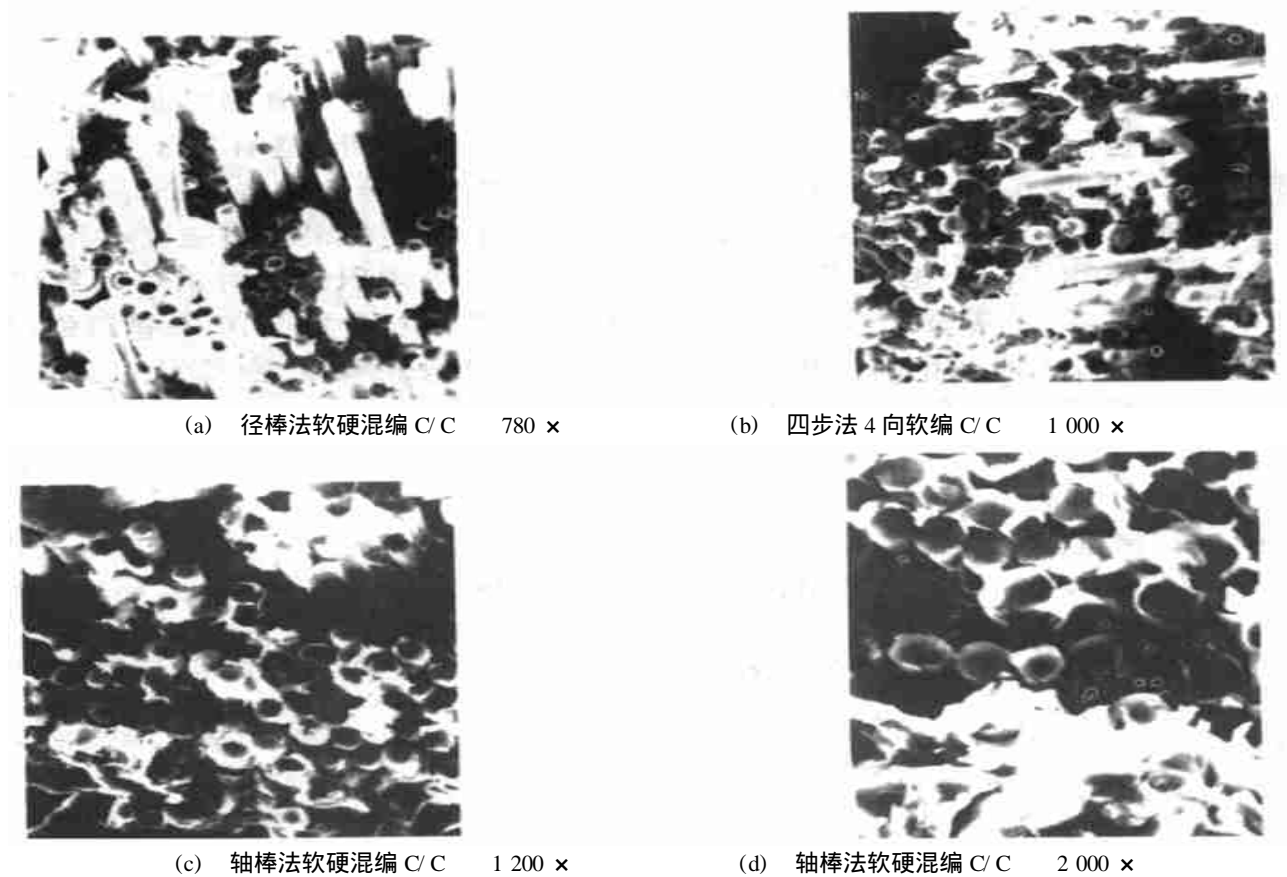 (a) 径棒法软硬混编 C/C 780 ×
(b) 四步法 4 向软编 C/C 1 000 ×
(c) 轴棒法软硬混编 C/C 1 200 ×
(d) 轴棒法软硬混编 C/C 2 000 ×